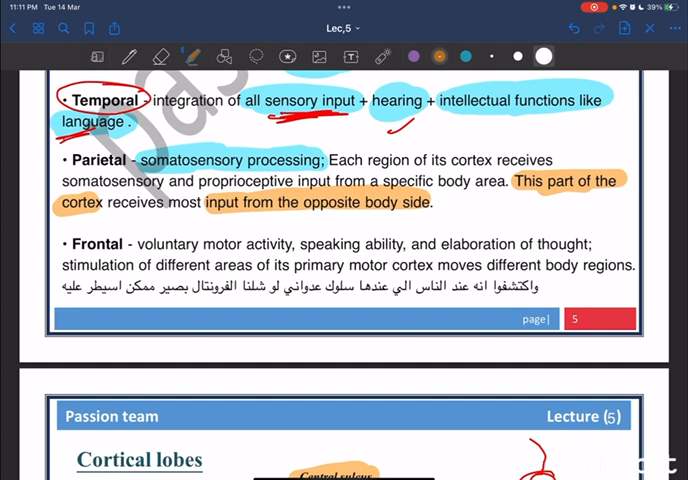 11:11 PM Tue 14 Mar
39%
Lec,5
• Temporal - integration of all sensory input + hearing + intellectual functions like
language .
• Parietal - somatosensory processing; Each region of its cortex receives
somatosensory and proprioceptive input from a specific body area. This part of the
cortex receives most input from the opposite body side.
• Frontal - voluntary motor activity, speaking ability, and elaboration of thought;
stimulation of different areas of its primary motor cortex moves different body regions.
واكتشفوا انه عند الناس الي عندها سلوك عدواني لو شلنا الفرونتال بصير ممكن اسيطر عليه
page| 5
Passion team Lecture (5)
Cortical lobes
Central sulcus